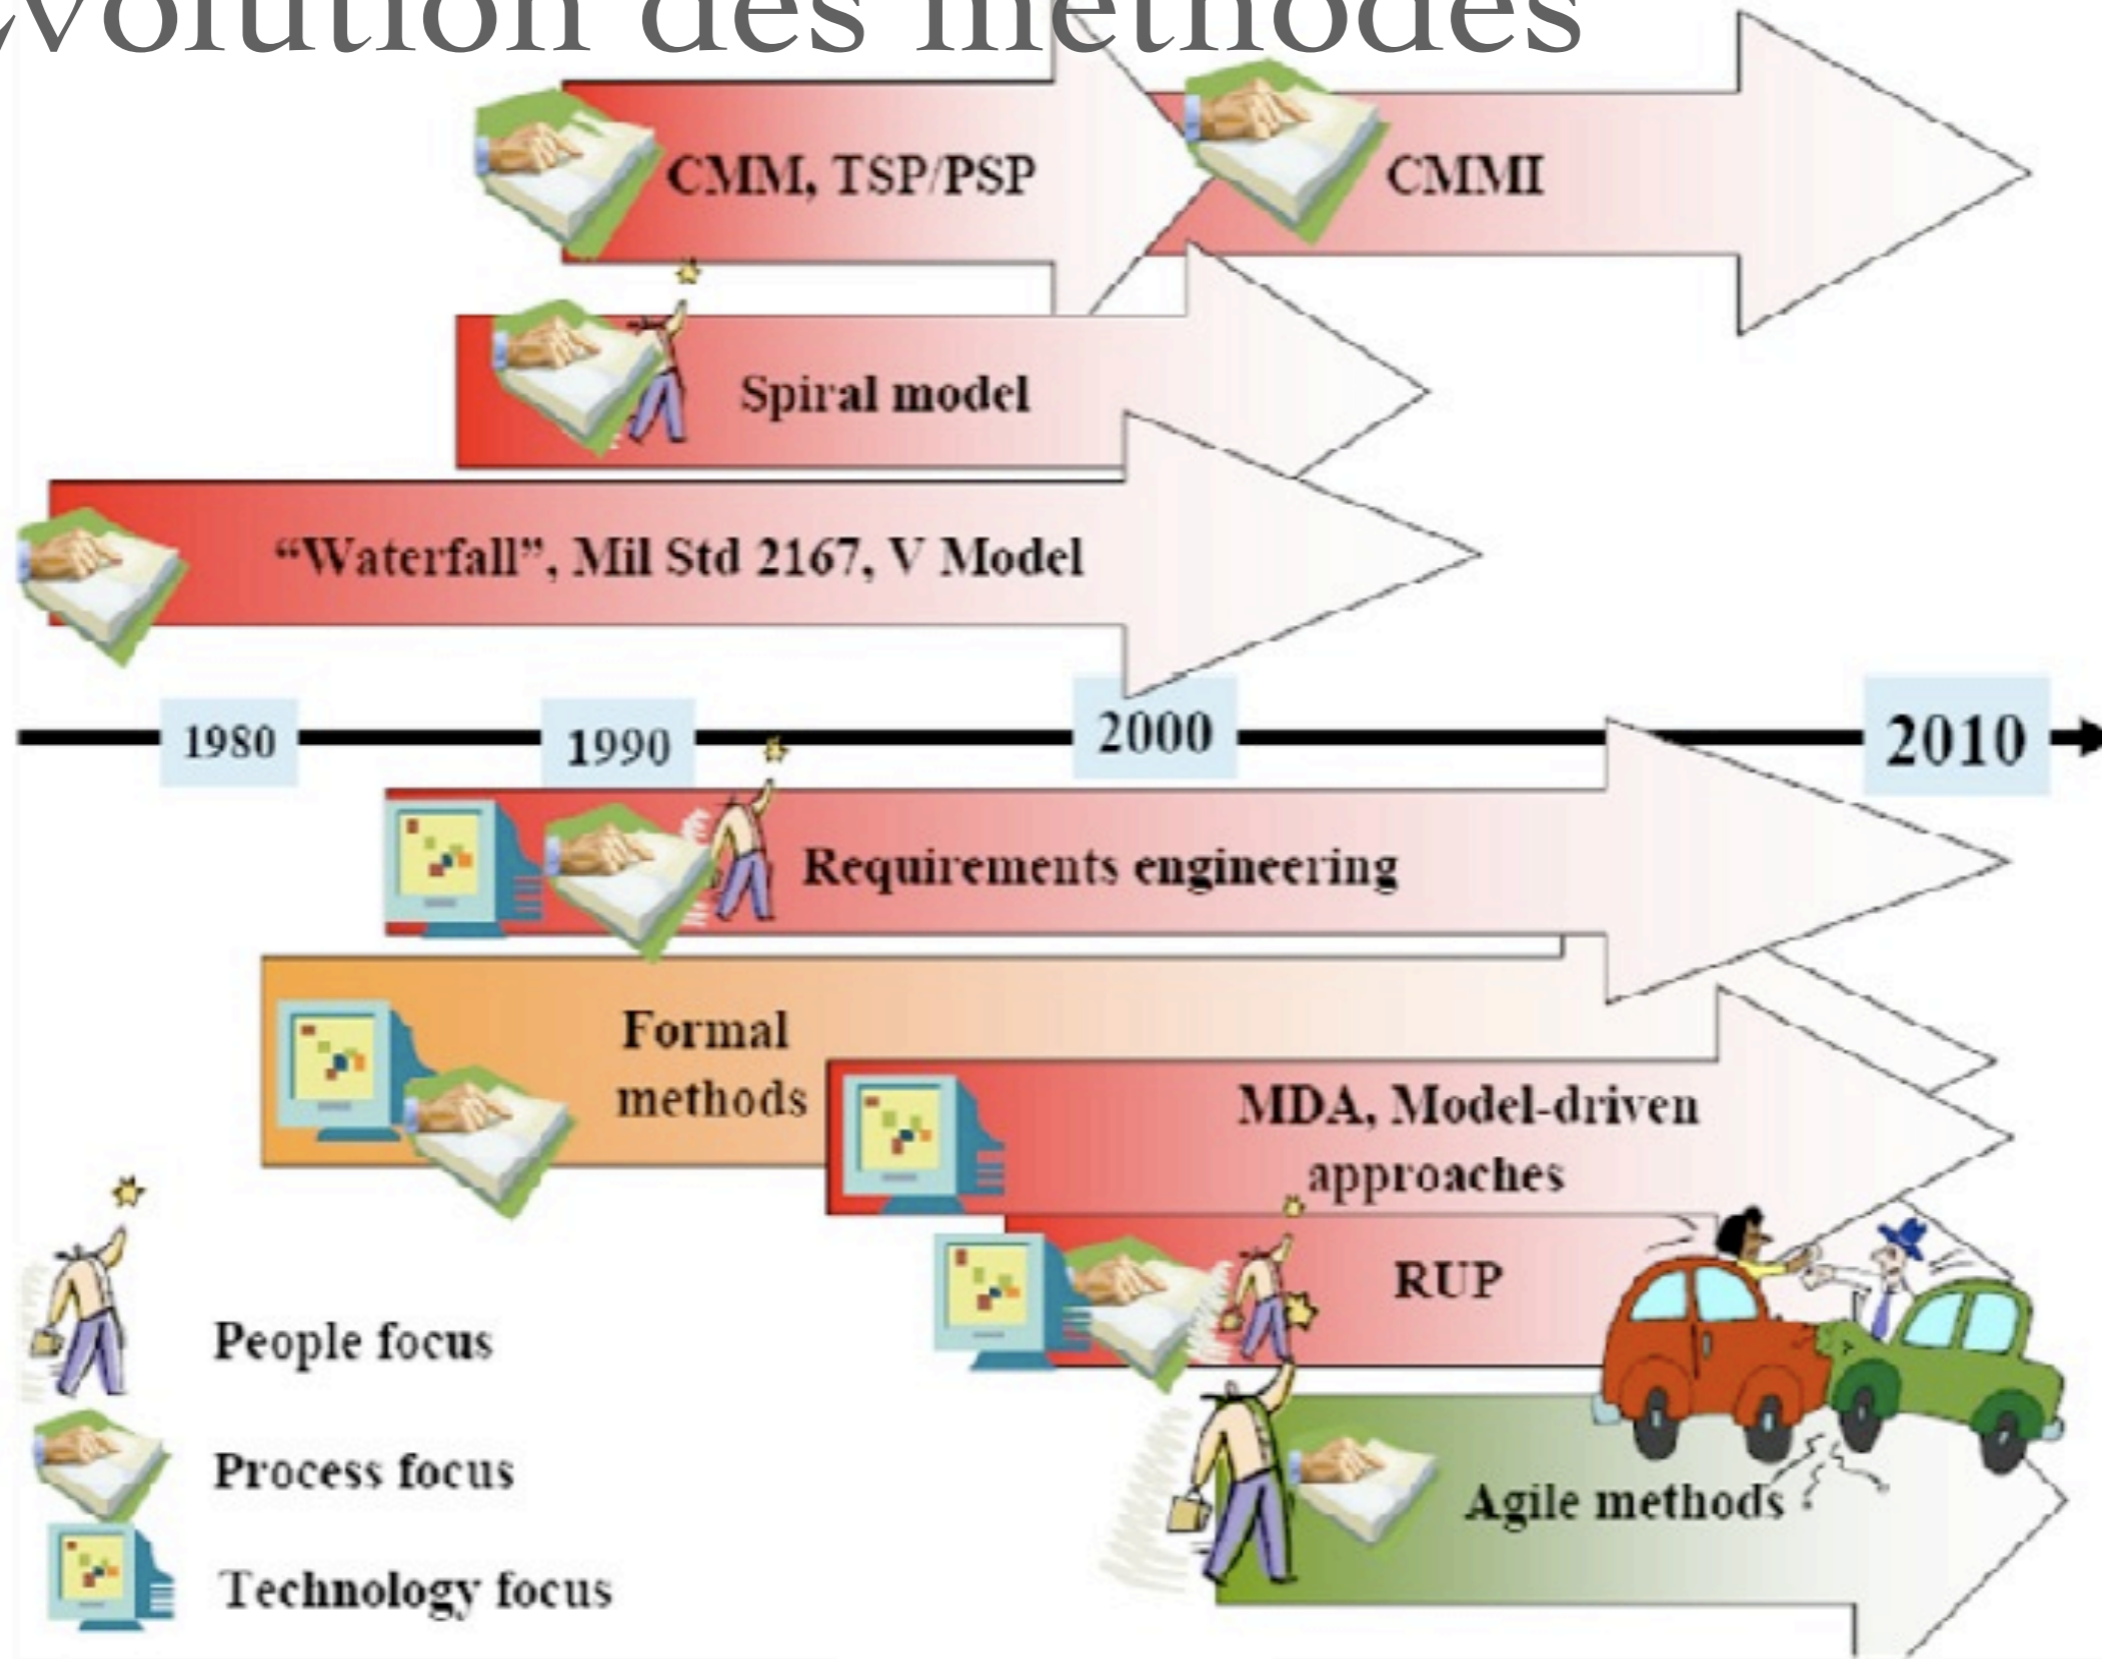 volution des méthodes
CMM, TSP/PSP
CMMI
Spiral model
“Waterfall”, Mil Std 2167, V Model
1980
1990
2000
2010
Requirements engineering
Formal
methods
MDA, Model-driven
approaches
RUP
People focus
Process focus
Agile methods
Technology focus